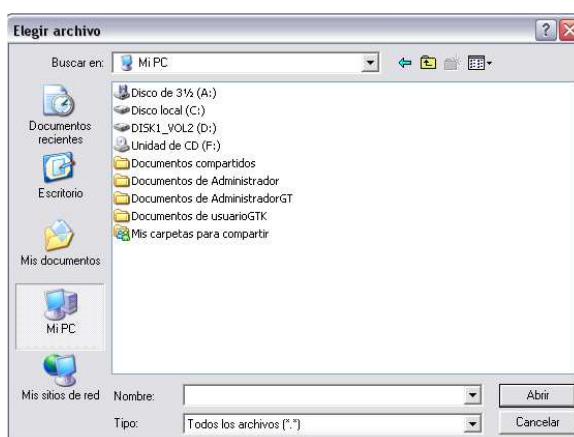 Elegir archivo
Buscar en:
Mi PC
Documentos
recientes
Escritorio
Mis documentos
Mi PC
Mis sitios de red
Disco de 3½ (A:)
Disco local (C:)
DISK1_VOL2 (D:)
Unidad de CD (F:)
Documentos compartidos
Documentos de Administrador
Documentos de AdministradorGT
Documentos de usuarioGTK
Mis carpetas para compartir
Nombre:
Abrir
Tipo:
Todos los archivos (*.*)
Cancelar